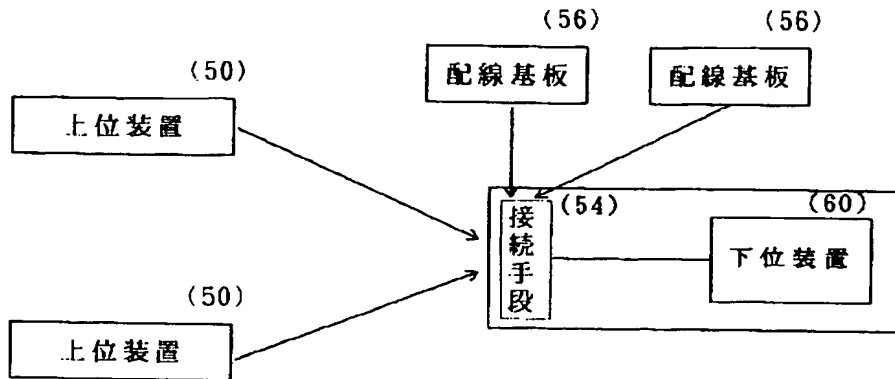 (56)
(56)
配線基板
配線基板
(50)
上位装置
(54)
(60)
接続手段
下位装置
(50)
上位装置